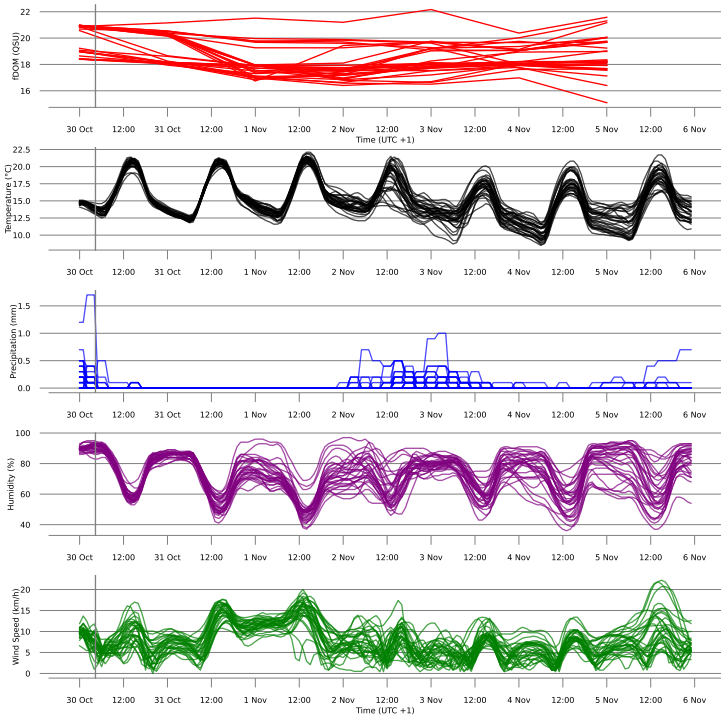 fDOM (QSU)
22
20
18
16
30 Oct 12:00 31 Oct 12:00 1 Nov 12:00 2 Nov 12:00 3 Nov 12:00 4 Nov 12:00 5 Nov 12:00 6 Nov
Time (UTC +1)
Temperature (°C)
22.5
20.0
17.5
15.0
12.5
10.0
30 Oct 12:00 31 Oct 12:00 1 Nov 12:00 2 Nov 12:00 3 Nov 12:00 4 Nov 12:00 5 Nov 12:00 6 Nov
Precipitation (mm)
1.5
1.0
0.5
0.0
30 Oct 12:00 31 Oct 12:00 1 Nov 12:00 2 Nov 12:00 3 Nov 12:00 4 Nov 12:00 5 Nov 12:00 6 Nov
Humidity (%)
100
80
60
40
30 Oct 12:00 31 Oct 12:00 1 Nov 12:00 2 Nov 12:00 3 Nov 12:00 4 Nov 12:00 5 Nov 12:00 6 Nov
Wind Speed (km/h)
20
15
10
5
0
30 Oct 12:00 31 Oct 12:00 1 Nov 12:00 2 Nov 12:00 3 Nov 12:00 4 Nov 12:00 5 Nov 12:00 6 Nov
Time (UTC +1)